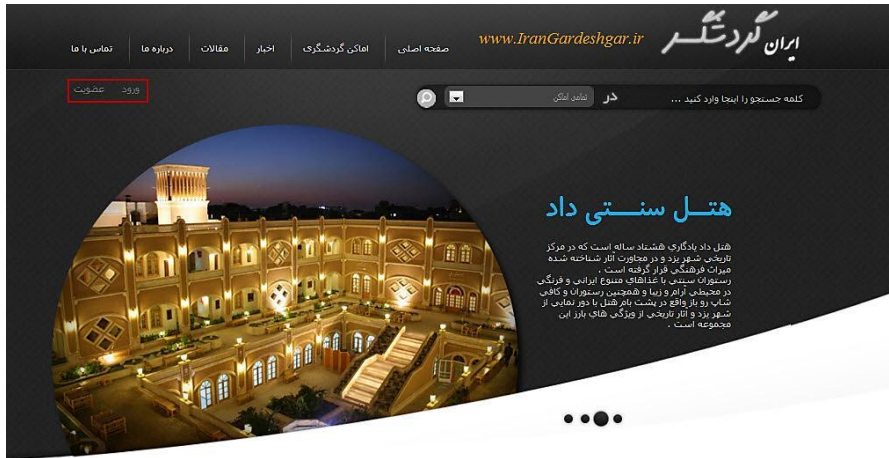 ایران گردشگر
www.IranGardeshgar.ir
صفحه اصلی
اماکن گردشگری
اخبار
مقالات
درباره ما
تماس با ما
کلمه جستجو را اینجا وارد کنید ...
در
تمامی اماکن
ورود
عضویت
هتــل سنــــتی داد
هتل داد یادگاری هشتاد ساله است که در مرکز
تاریخی شهر یزد و در مجاورت آثار شناخته شده
میراث فرهنگی قرار گرفته است .
رستوران سنتی با غذاهای متنوع ایرانی و فرنگی
در محیطی آرام و زیبا و همچنین رستوران و کافی
شاپ رو باز واقع در پشت بام هتل با دور نمایی از
شهر یزد و آثار تاریخی از ویژگی های بارز این
مجموعه است .